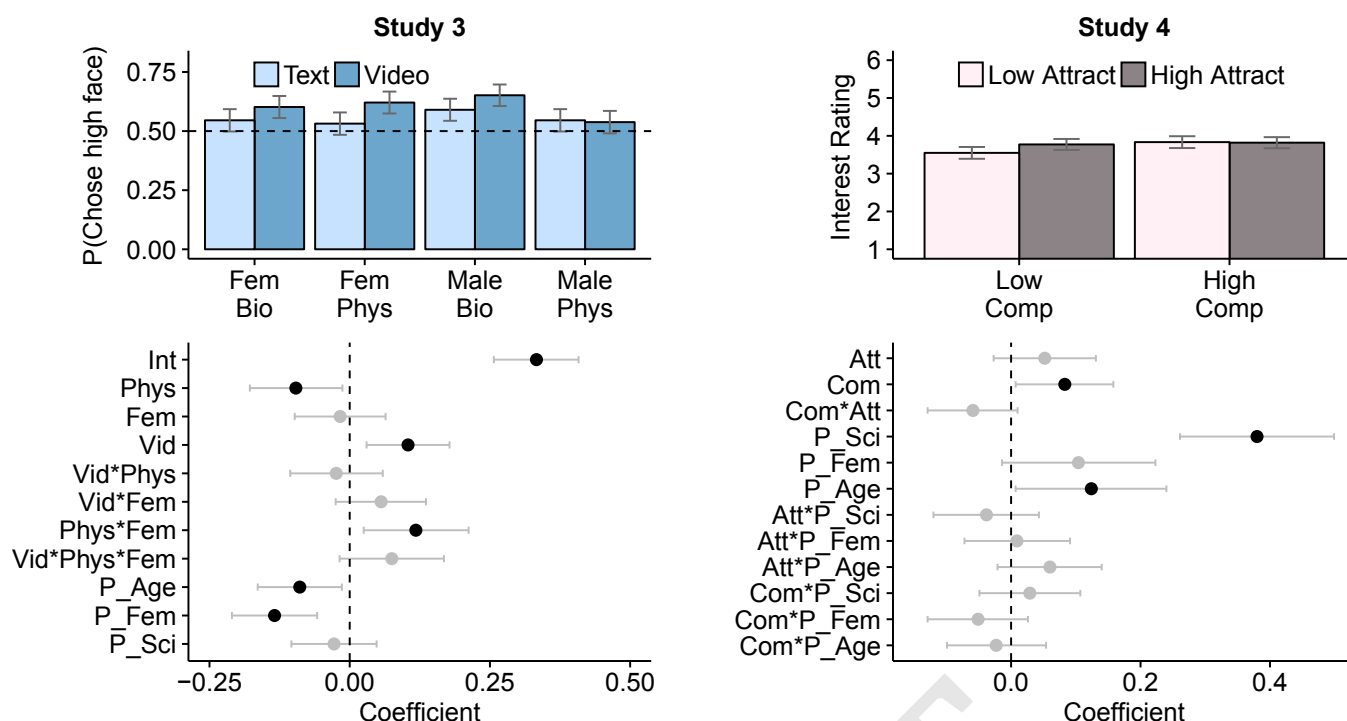 Study 3
P(Chose high face)
0.75
0.50
0.25
0.00
Text Video
Fem Bio
Fem Phys
Male Bio
Male Phys
Int
Phys
Fem
Vid
Vid*Phys
Vid*Fem
Phys*Fem
Vid*Phys*Fem
P_Age
P_Fem
P_Sci
−0.25 0.00 0.25 0.50
Coefficient
Study 4
Interest Rating
6
5
4
3
2
1
Low Attract High Attract
Low Comp
High Comp
Att
Com
Com*Att
P_Sci
P_Fem
P_Age
Att*P_Sci
Att*P_Fem
Att*P_Age
Com*P_Sci
Com*P_Fem
Com*P_Age
0.0 0.2 0.4
Coefficient